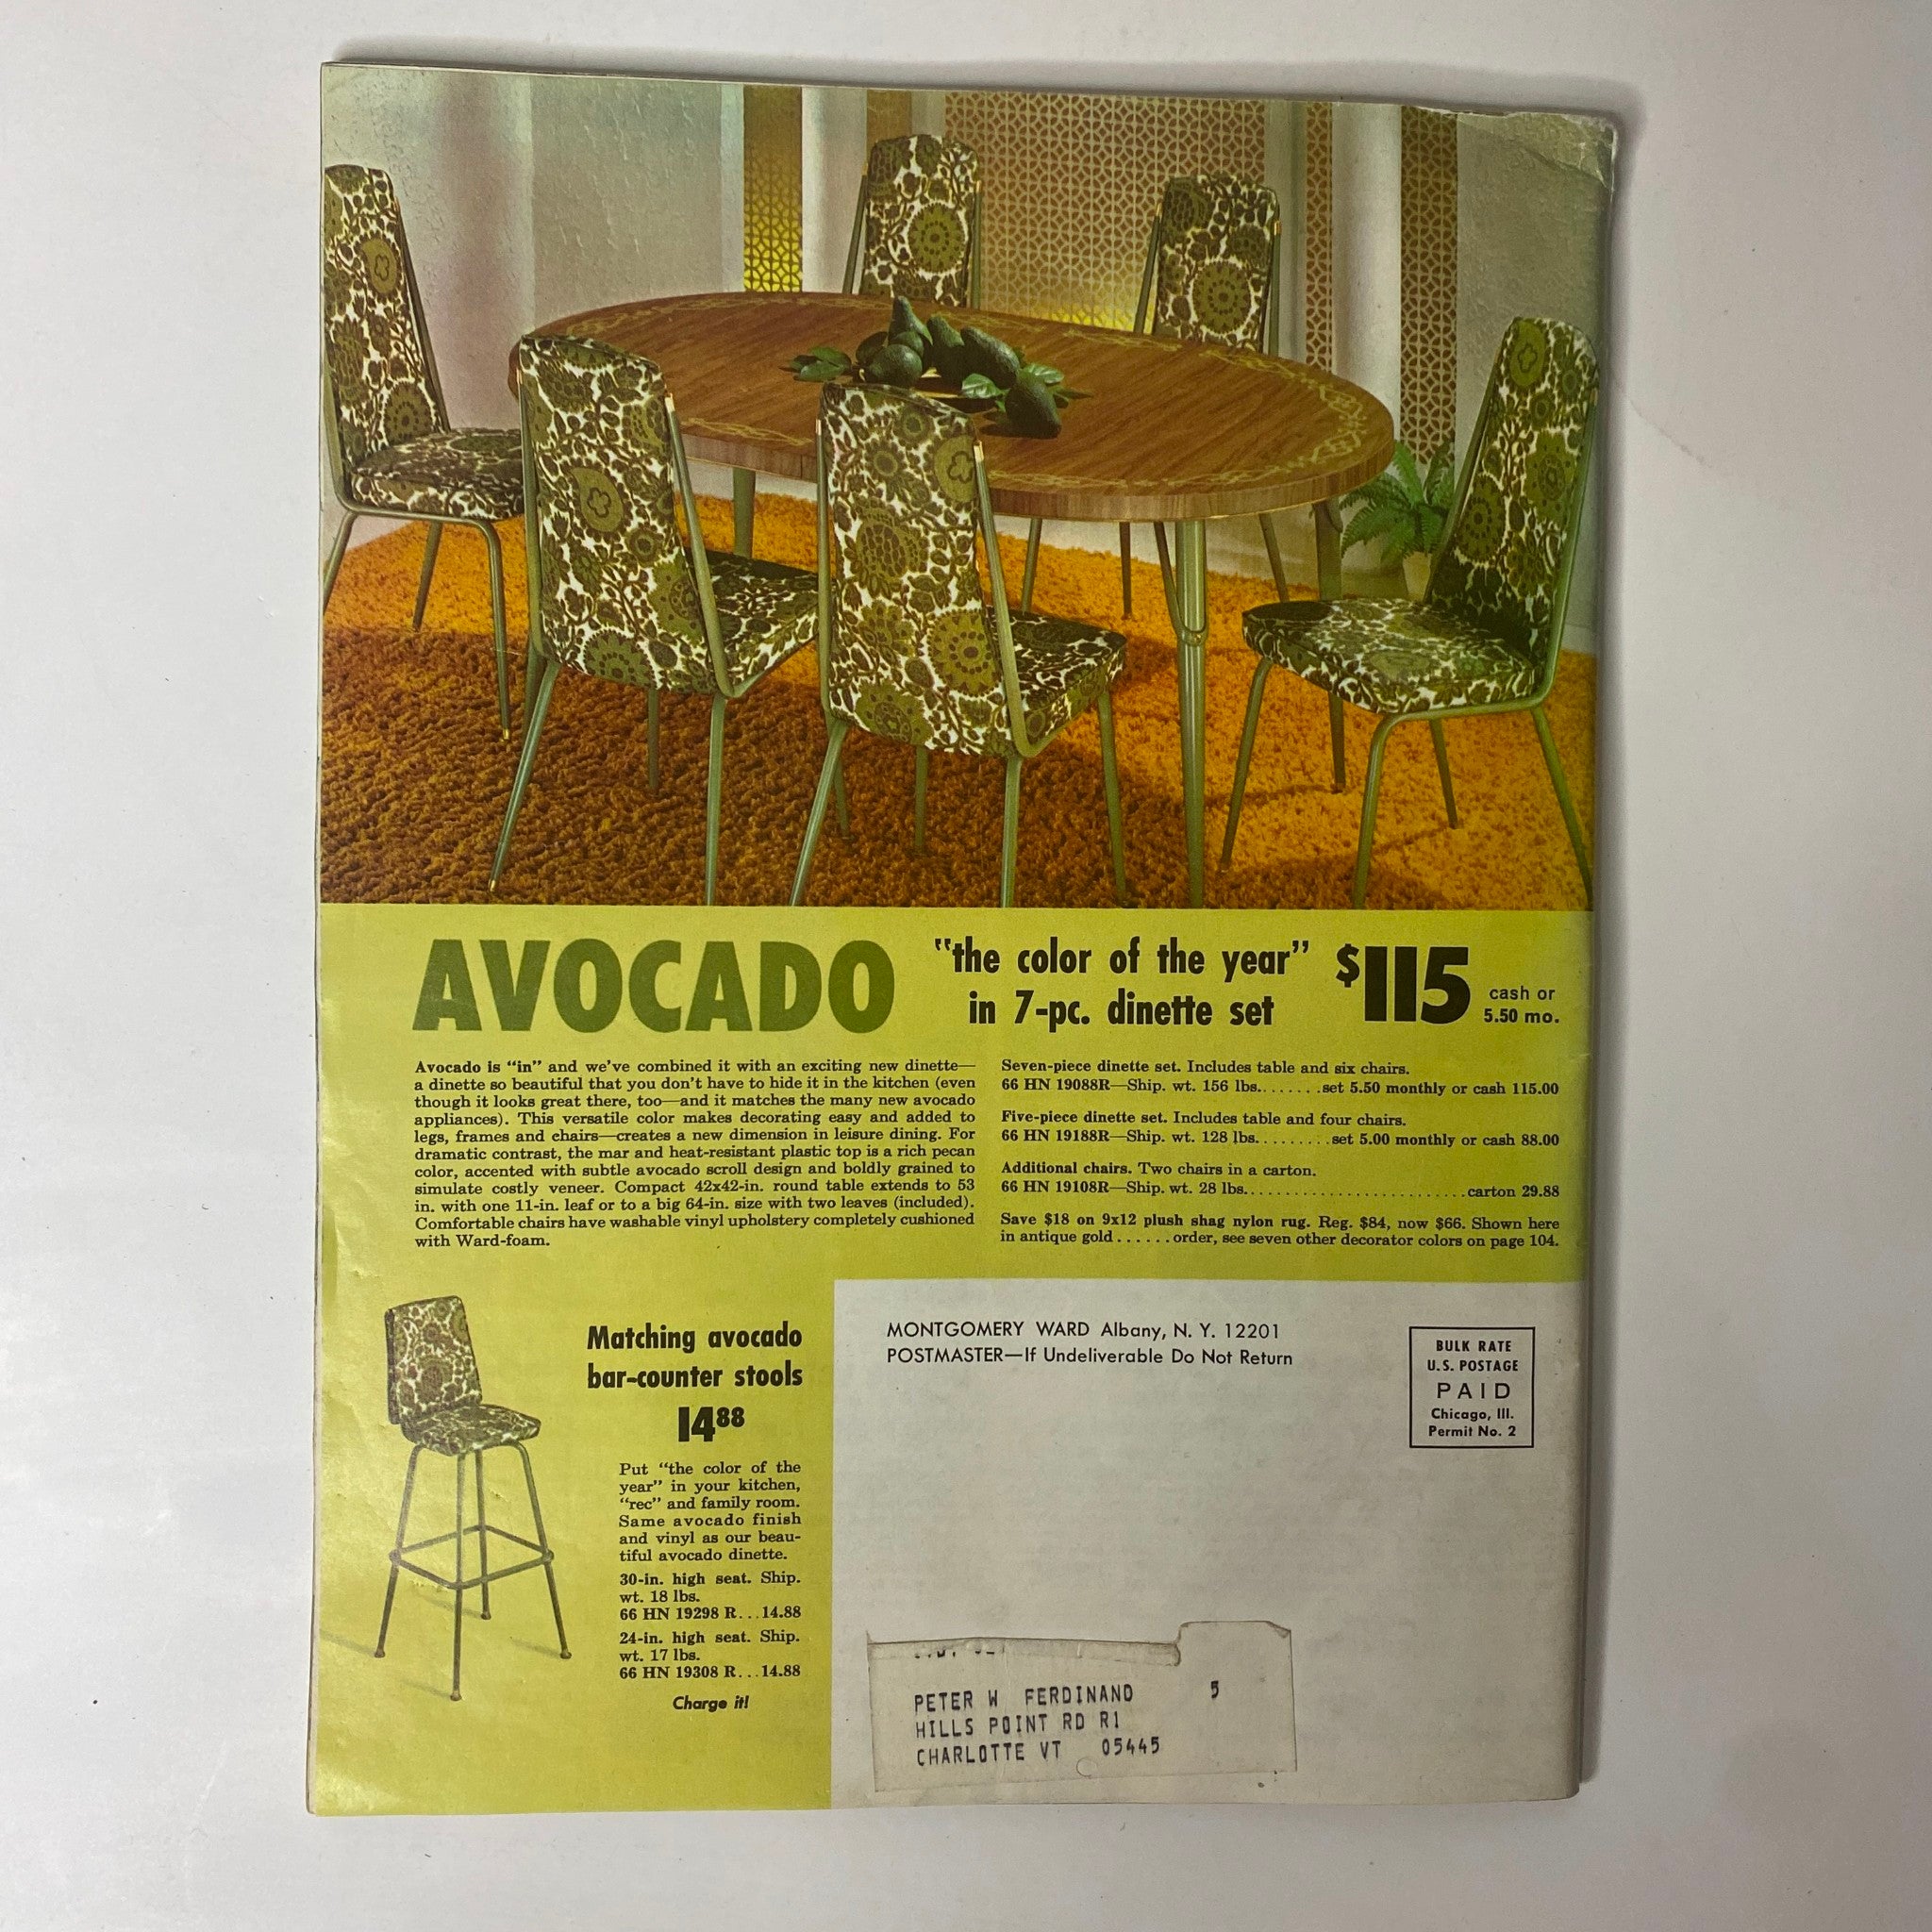 AVOCADO
"the color of the year"
in 7-pc. dinette set
$115
cash or
5.50 mo.
Avocado is "in" and we've combined it with an exciting new dinette—
a dinette so beautiful that you don't have to hide it in the kitchen (even
though it looks great there, too—and it matches the many new avocado
appliances). This versatile color makes decorating easy and added to
legs, frames and chairs—creates a new dimension in leisure dining. For
dramatic contrast, the mar and heat-resistant plastic top is a rich pecan
color, accented with subtle avocado scroll design and boldly grained to
simulate costly veneer. Compact 42x42-in. round table extends to 53
in. with one 11-in. leaf or to a big 64-in. size with two leaves (included).
Comfortable chairs have washable vinyl upholstery completely cushioned
with Ward-foam.
Seven-piece dinette set. Includes table and six chairs.
66 HN 19088R—Ship. wt. 156 lbs.......set 5.50 monthly or cash 115.00
Five-piece dinette set. Includes table and four chairs.
66 HN 19188R—Ship. wt. 128 lbs.........set 5.00 monthly or cash 88.00
Additional chairs. Two chairs in a carton.
66 HN 19108R—Ship. wt. 28 lbs..........................carton 29.88
Save $18 on 9x12 plush shag nylon rug. Reg. $84, now $66. Shown here
in antique gold......order, see seven other decorator colors on page 104.
Matching avocado
bar-counter stools
14⁸⁸
Put "the color of the
year" in your kitchen,
"rec" and family room.
Same avocado finish
and vinyl as our beau-
tiful avocado dinette.
30-in. high seat. Ship.
wt. 18 lbs.
66 HN 19298 R...14.88
24-in. high seat. Ship.
wt. 17 lbs.
66 HN 19308 R...14.88
Charge it!
MONTGOMERY WARD Albany, N. Y. 12201
POSTMASTER—If Undeliverable Do Not Return
BULK RATE
U.S. POSTAGE
PAID
Chicago, Ill.
Permit No. 2
PETER W FERDINAND 5
HILLS POINT RD R1
CHARLOTTE VT 05445